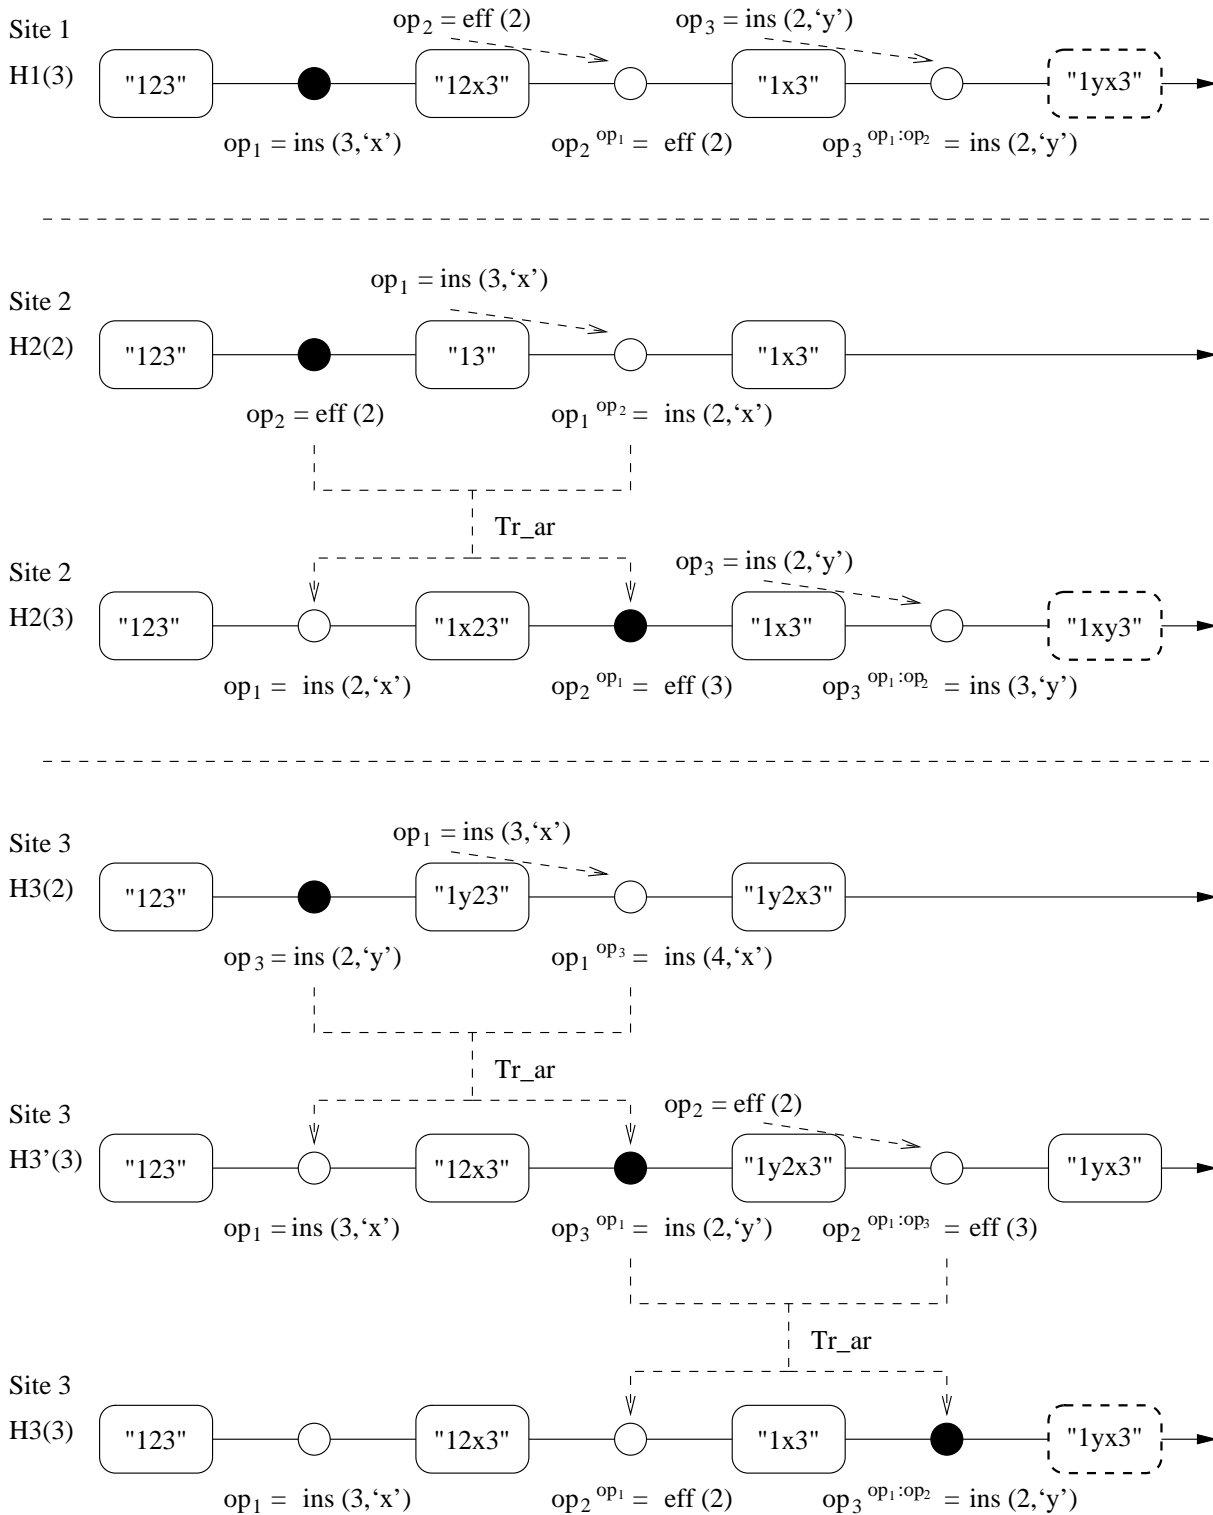 Site 1
op2 = eff (2)
op3 = ins (2,‘y’)
H1(3)
"123"
"12x3"
"1x3"
"1yx3"
op1 = ins (3,‘x’)
op2 op1 = eff (2)
op3 op1:op2 = ins (2,‘y’)
op1 = ins (3,‘x’)
Site 2
H2(2)
"123"
"13"
"1x3"
op2 = eff (2)
op1 op2 = ins (2,‘x’)
Tr_ar
op3 = ins (2,‘y’)
Site 2
H2(3)
"123"
"1x23"
"1x3"
"1xy3"
op1 = ins (2,‘x’)
op2 op1 = eff (3)
op3 op1:op2 = ins (3,‘y’)
op1 = ins (3,‘x’)
Site 3
H3(2)
"123"
"1y23"
"1y2x3"
op3 = ins (2,‘y’)
op1 op3 = ins (4,‘x’)
Tr_ar
op2 = eff (2)
Site 3
H3’(3)
"123"
"12x3"
"1y2x3"
"1yx3"
op1 = ins (3,‘x’)
op3 op1 = ins (2,‘y’)
op2 op1:op3 = eff (3)
Tr_ar
Site 3
H3(3)
"123"
"12x3"
"1x3"
"1yx3"
op1 = ins (3,‘x’)
op2 op1 = eff (2)
op3 op1:op2 = ins (2,‘y’)